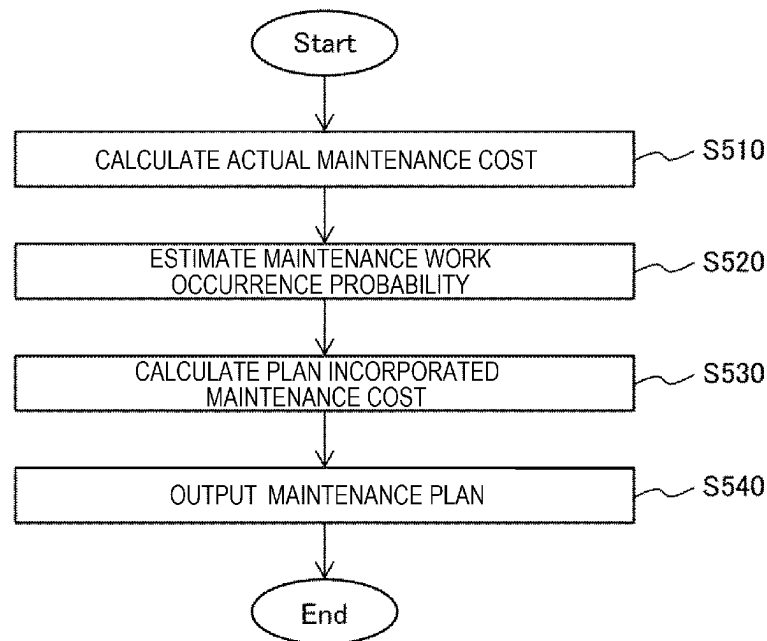 Start
CALCULATE ACTUAL MAINTENANCE COST
S510
ESTIMATE MAINTENANCE WORK
OCCURRENCE PROBABILITY
S520
CALCULATE PLAN INCORPORATED
MAINTENANCE COST
S530
OUTPUT MAINTENANCE PLAN
S540
End